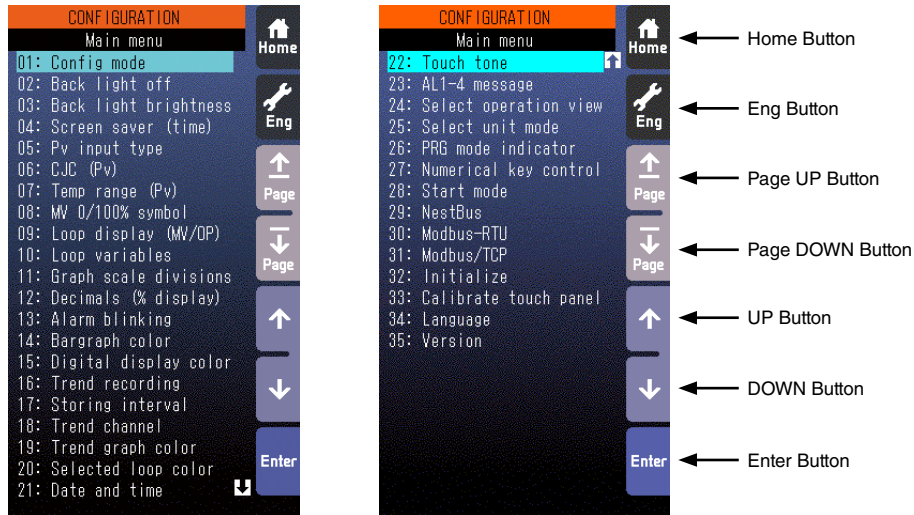 CONFIGURATION
Main menu
01: Config mode
02: Back light off
03: Back light brightness
04: Screen saver (time)
05: Pv input type
06: CJC (Pv)
07: Temp range (Pv)
08: MV 0/100% symbol
09: Loop display (MV/OP)
10: Loop variables
11: Graph scale divisions
12: Decimals (% display)
13: Alarm blinking
14: Bargraph color
15: Digital display color
16: Trend recording
17: Storing interval
18: Trend channel
19: Trend graph color
20: Selected loop color
21: Date and time
Home
Eng
Page
Page
Enter
CONFIGURATION
Main menu
22: Touch tone
23: AL1-4 message
24: Select operation view
25: Select unit mode
26: PRG mode indicator
27: Numerical key control
28: Start mode
29: NestBus
30: Modbus-RTU
31: Modbus/TCP
32: Initialize
33: Calibrate touch panel
34: Language
35: Version
Home
Eng
Page
Page
Enter
Home Button
Eng Button
Page UP Button
Page DOWN Button
UP Button
DOWN Button
Enter Button